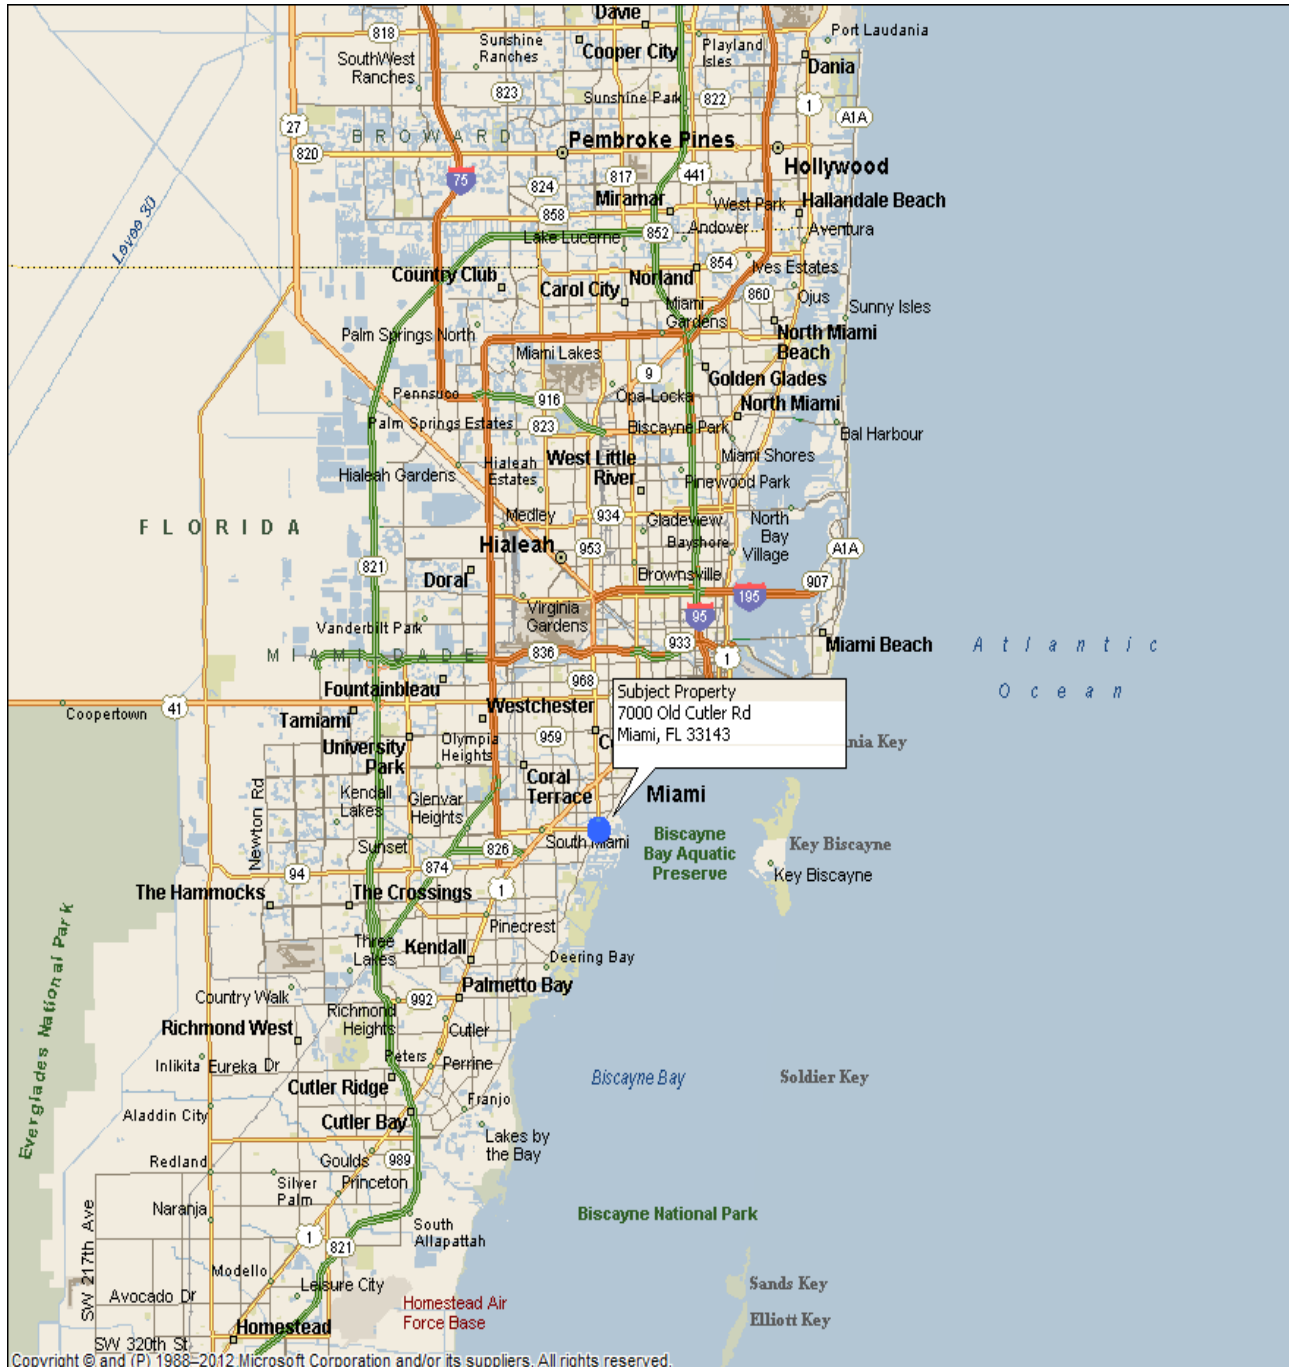 Davie
818
Sunshine
Ranches
Cooper City
Playland
Isles
Port Laudania
SouthWest
Ranches
Dania
823
Sunshine Park
822
1
A1A
27
BROWARD
820
Pembroke Pines
Hollywood
75
824
817
441
Miramar
West Park
Hallandale Beach
858
Levee 30
Lake Lucerne
852
Andover
Aventura
Country Club
Carol City
Norland
854
Ives Estates
860
Ojus
Miami
Gardens
Sunny Isles
Palm Springs North
North Miami
Beach
Miami Lakes
9
Golden Glades
Pennsuco
916
Opa-Locka
North Miami
Palm Springs Estates
823
Biscayne Park
Bal Harbour
Hialeah Gardens
Hialeah
Estates
West Little
River
Miami Shores
Pinewood Park
FLORIDA
Medley
934
Gladeview
North
Bay
Village
Hialeah
953
Bayshore
A1A
821
Doral
Brownsville
907
195
Virginia
Gardens
95
Vanderbilt Park
933
Miami Beach
Atlantic
Ocean
MIAMI DADE
836
1
Fountainbleau
968
Subject Property
7000 Old Cutler Rd
Miami, FL 33143
Coopertown
41
Tamiami
Westchester
University
Park
Olympia
Heights
959
C
nia Key
Newton Rd
Kendall
Lakes
Glenvar
Heights
Coral
Terrace
Miami
Sunset
826
South Miami
Biscayne
Bay Aquatic
Preserve
Key Biscayne
Key Biscayne
94
874
The Hammocks
The Crossings
1
Everglades National Park
Pinecrest
Three
Lakes
Kendall
Deering Bay
Country Walk
992
Palmetto Bay
Richmond
Heights
Richmond West
Cutler
Inlikita
Eureka Dr
Peters
Perrine
Biscayne Bay
Soldier Key
Cutler Ridge
Franjo
Aladdin City
Cutler Bay
Lakes by
the Bay
Redland
Goulds
989
Silver
Palm
Princeton
Naranja
SW 217th Ave
Biscayne National Park
1
821
South
Allapattah
Modello
Leisure City
Sands Key
Avocado Dr
Homestead Air
Force Base
Elliott Key
Homestead
SW 320th St
Copyright © and (P) 1988–2012 Microsoft Corporation and/or its suppliers. All rights reserved.